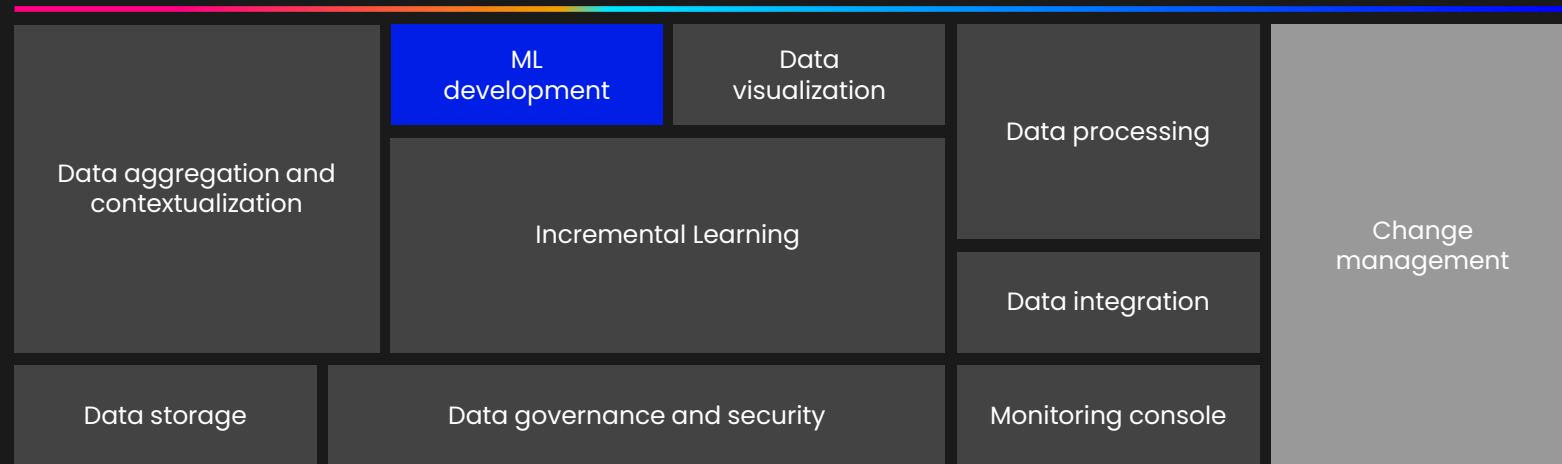 Data aggregation and
contextualization
ML
development
Data
visualization
Incremental Learning
Data processing
Data integration
Change
management
Data storage
Data governance and security
Monitoring console